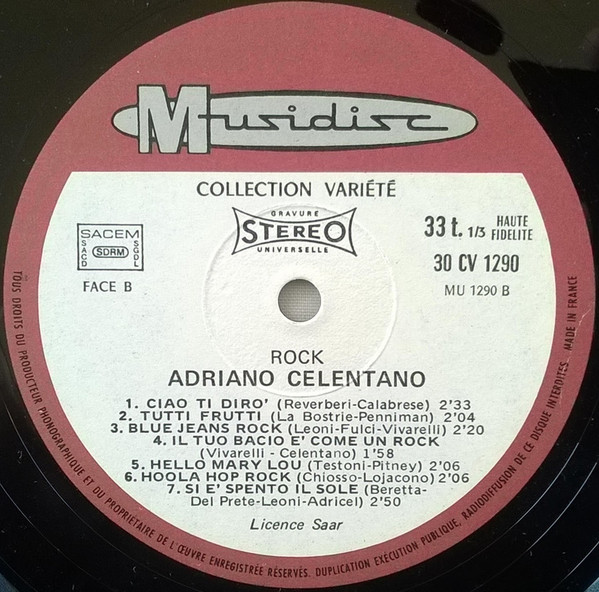 Musidisc
COLLECTION VARIÉTÉ
GRAVURE
STEREO
UNIVERSELLE
SACEM
SACD
SDRM
SGDL
FACE B
33 t. 1/3 HAUTE FIDELITE
30 CV 1290
MU 1290 B
ROCK
ADRIANO CELENTANO
1. CIAO TI DIRO' (Reverberi-Calabrese) 2'33
2. TUTTI FRUTTI (La Bostrie-Penniman) 2'04
3. BLUE JEANS ROCK (Leoni-Fulci-Vivarelli) 2'20
4. IL TUO BACIO E' COME UN ROCK
(Vivarelli - Celentano) 1'58
5. HELLO MARY LOU (Testoni-Pitney) 2'06
6. HOOLA HOP ROCK (Chiosso-Lojacono) 2'06
7. SI E' SPENTO IL SOLE (Beretta-
Del Prete-Leoni-Adricel) 2'50
Licence Saar
TOUS DROITS DU PRODUCTEUR PHONOGRAPHIQUE ET DU PROPRIÉTAIRE DE L'ŒUVRE ENREGISTRÉE RÉSERVÉS. DUPLICATION EXÉCUTION PUBLIQUE, RADIODIFFUSION DE CE DISQUE INTERDITES. MADE IN FRANCE